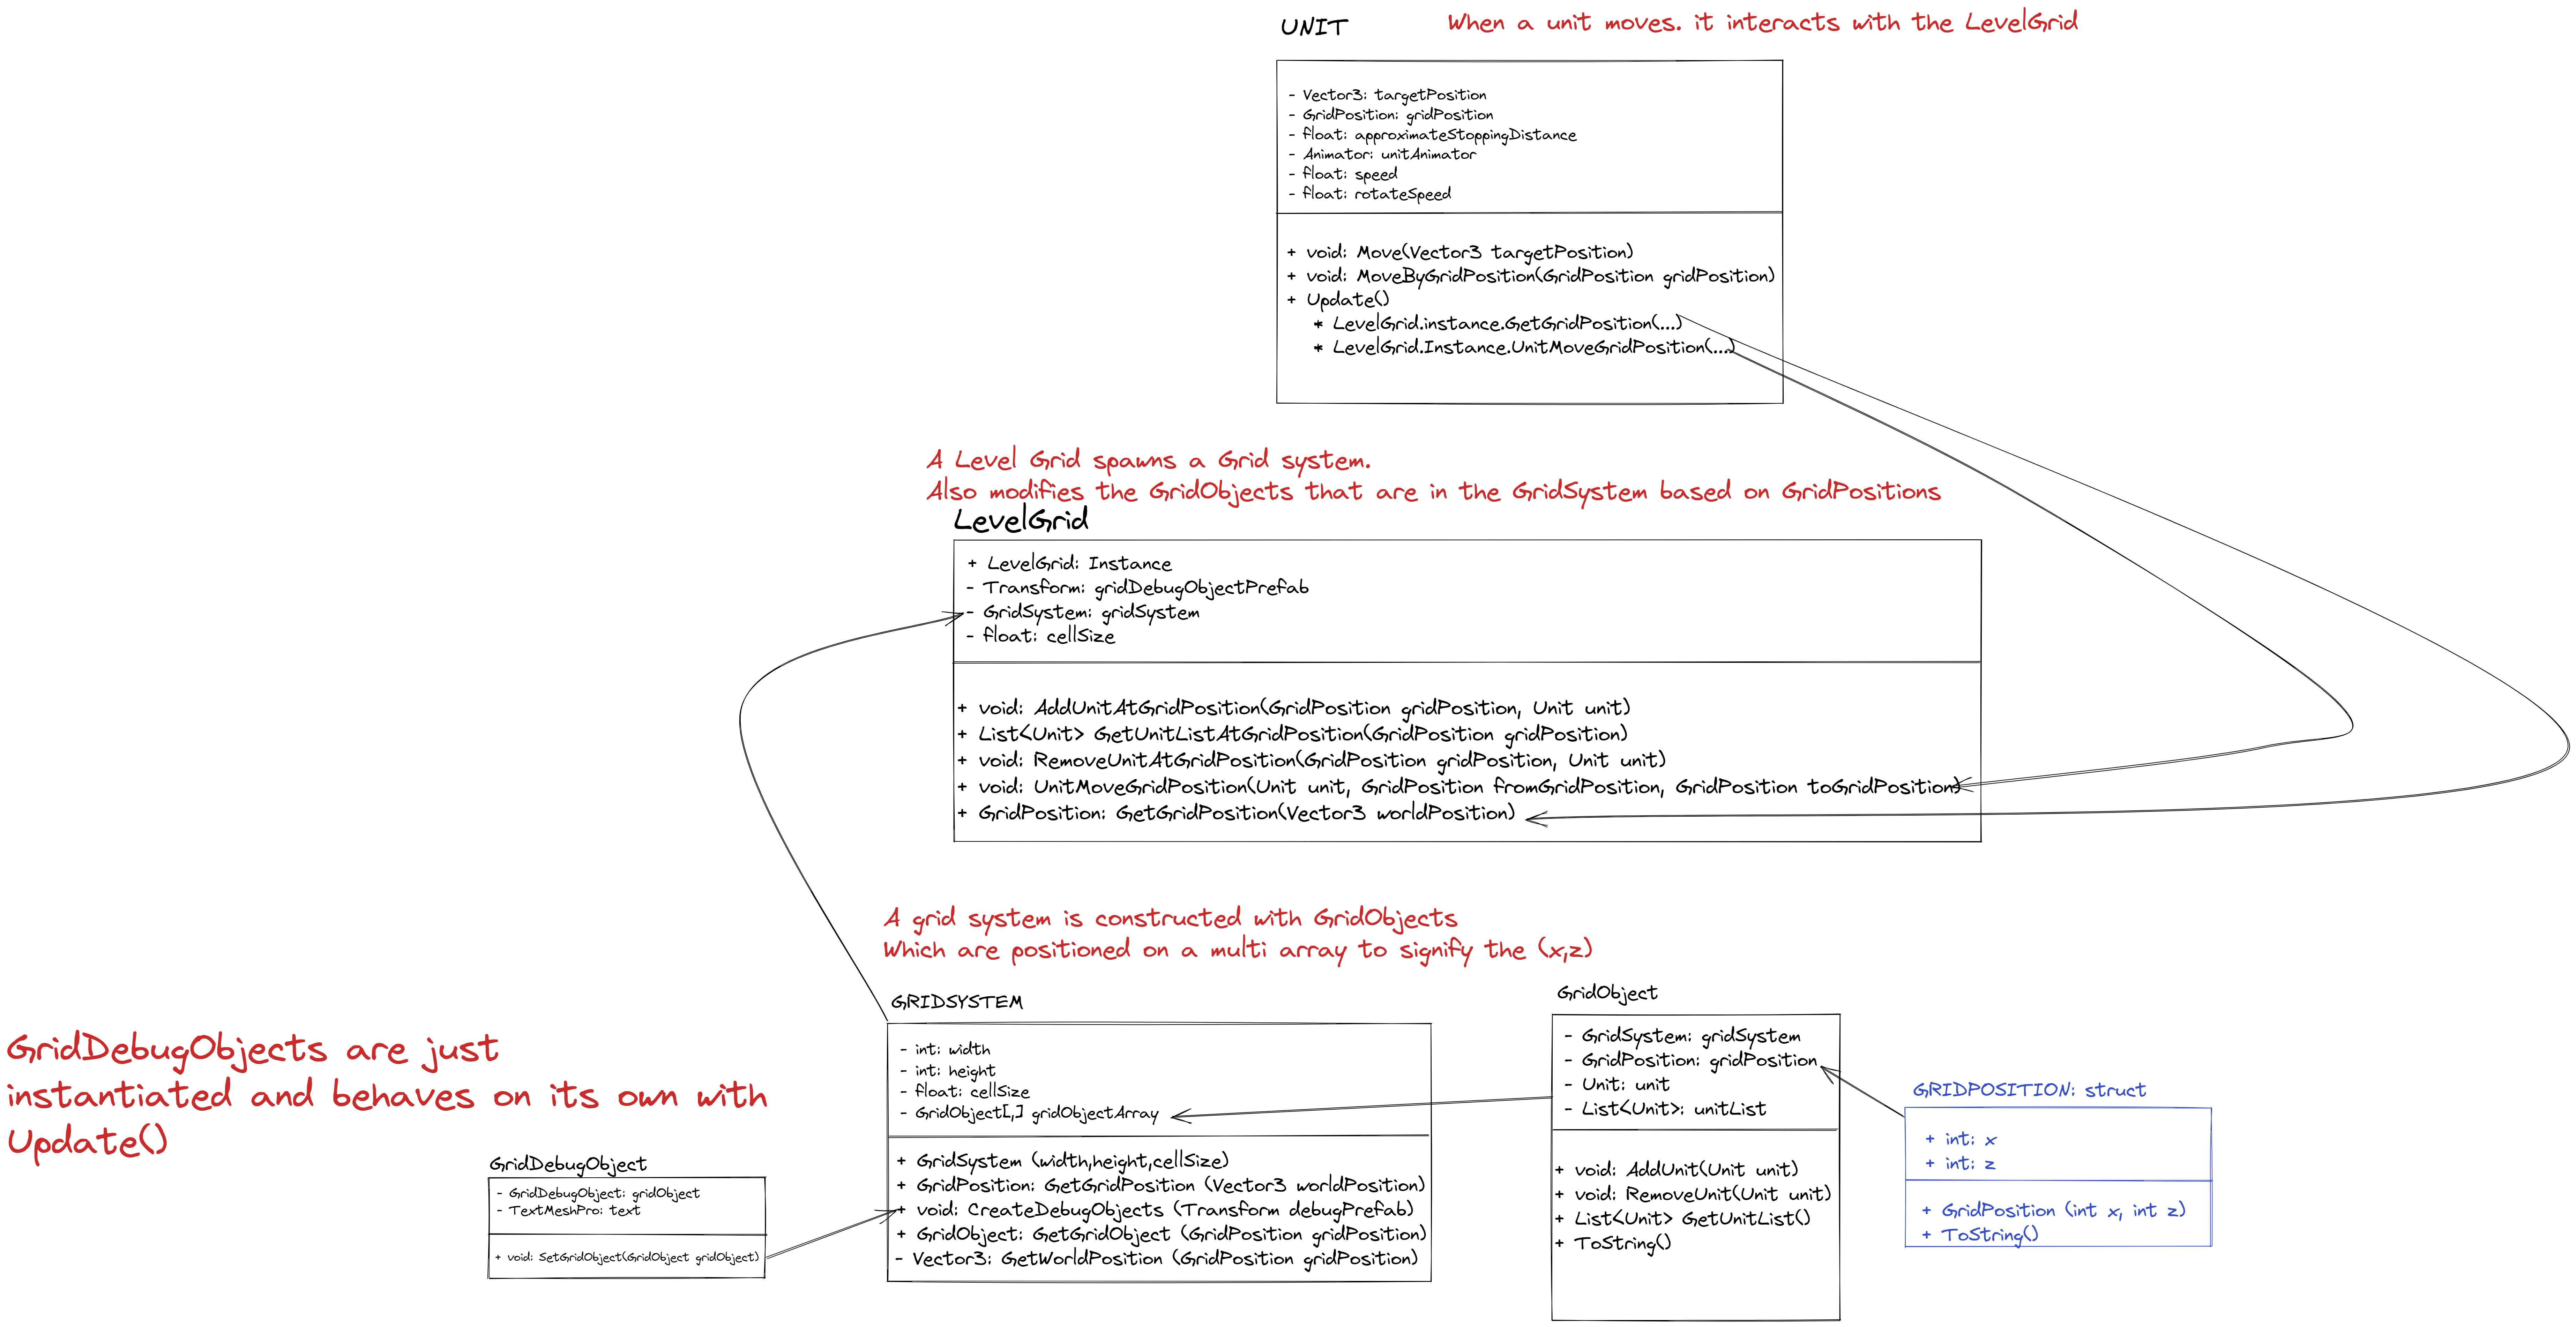 UNIT
When a unit moves. it interacts with the LevelGrid
- Vector3: targetPosition
- GridPosition: gridPosition
- float: approximateStoppingDistance
- Animator: unitAnimator
- float: speed
- float: rotateSpeed
+ void: Move(Vector3 targetPosition)
+ void: MoveByGridPosition(GridPosition gridPosition)
+ Update()
* LevelGrid.instance.GetGridPosition(...)
* LevelGrid.Instance.UnitMoveGridPosition(...)
A Level Grid spawns a Grid system.
Also modifies the GridObjects that are in the GridSystem based on GridPositions
LevelGrid
+ LevelGrid: Instance
- Transform: gridDebugObjectPrefab
- GridSystem: gridSystem
- float: cellSize
+ void: AddUnitAtGridPosition(GridPosition gridPosition, Unit unit)
+ List<Unit> GetUnitListAtGridPosition(GridPosition gridPosition)
+ void: RemoveUnitAtGridPosition(GridPosition gridPosition, Unit unit)
+ void: UnitMoveGridPosition(Unit unit, GridPosition fromGridPosition, GridPosition toGridPosition)
+ GridPosition: GetGridPosition(Vector3 worldPosition)
A grid system is constructed with GridObjects
Which are positioned on a multi array to signify the (x,z)
GridDebugObjects are just
instantiated and behaves on its own with
Update()
GridDebugObject
- GridDebugObject: gridObject
- TextMeshPro: text
+ void: SetGridObject(GridObject gridObject)
GRIDSYSTEM
- int: width
- int: height
- float: cellSize
- GridObject[,] gridObjectArray
+ GridSystem (width,height,cellSize)
+ GridPosition: GetGridPosition (Vector3 worldPosition)
+ void: CreateDebugObjects (Transform debugPrefab)
+ GridObject: GetGridObject (GridPosition gridPosition)
- Vector3: GetWorldPosition (GridPosition gridPosition)
GridObject
- GridSystem: gridSystem
- GridPosition: gridPosition
- Unit: unit
- List<Unit>: unitList
+ void: AddUnit(Unit unit)
+ void: RemoveUnit(Unit unit)
+ List<Unit> GetUnitList()
+ ToString()
GRIDPOSITION: struct
+ int: x
+ int: z
+ GridPosition (int x, int z)
+ ToString()